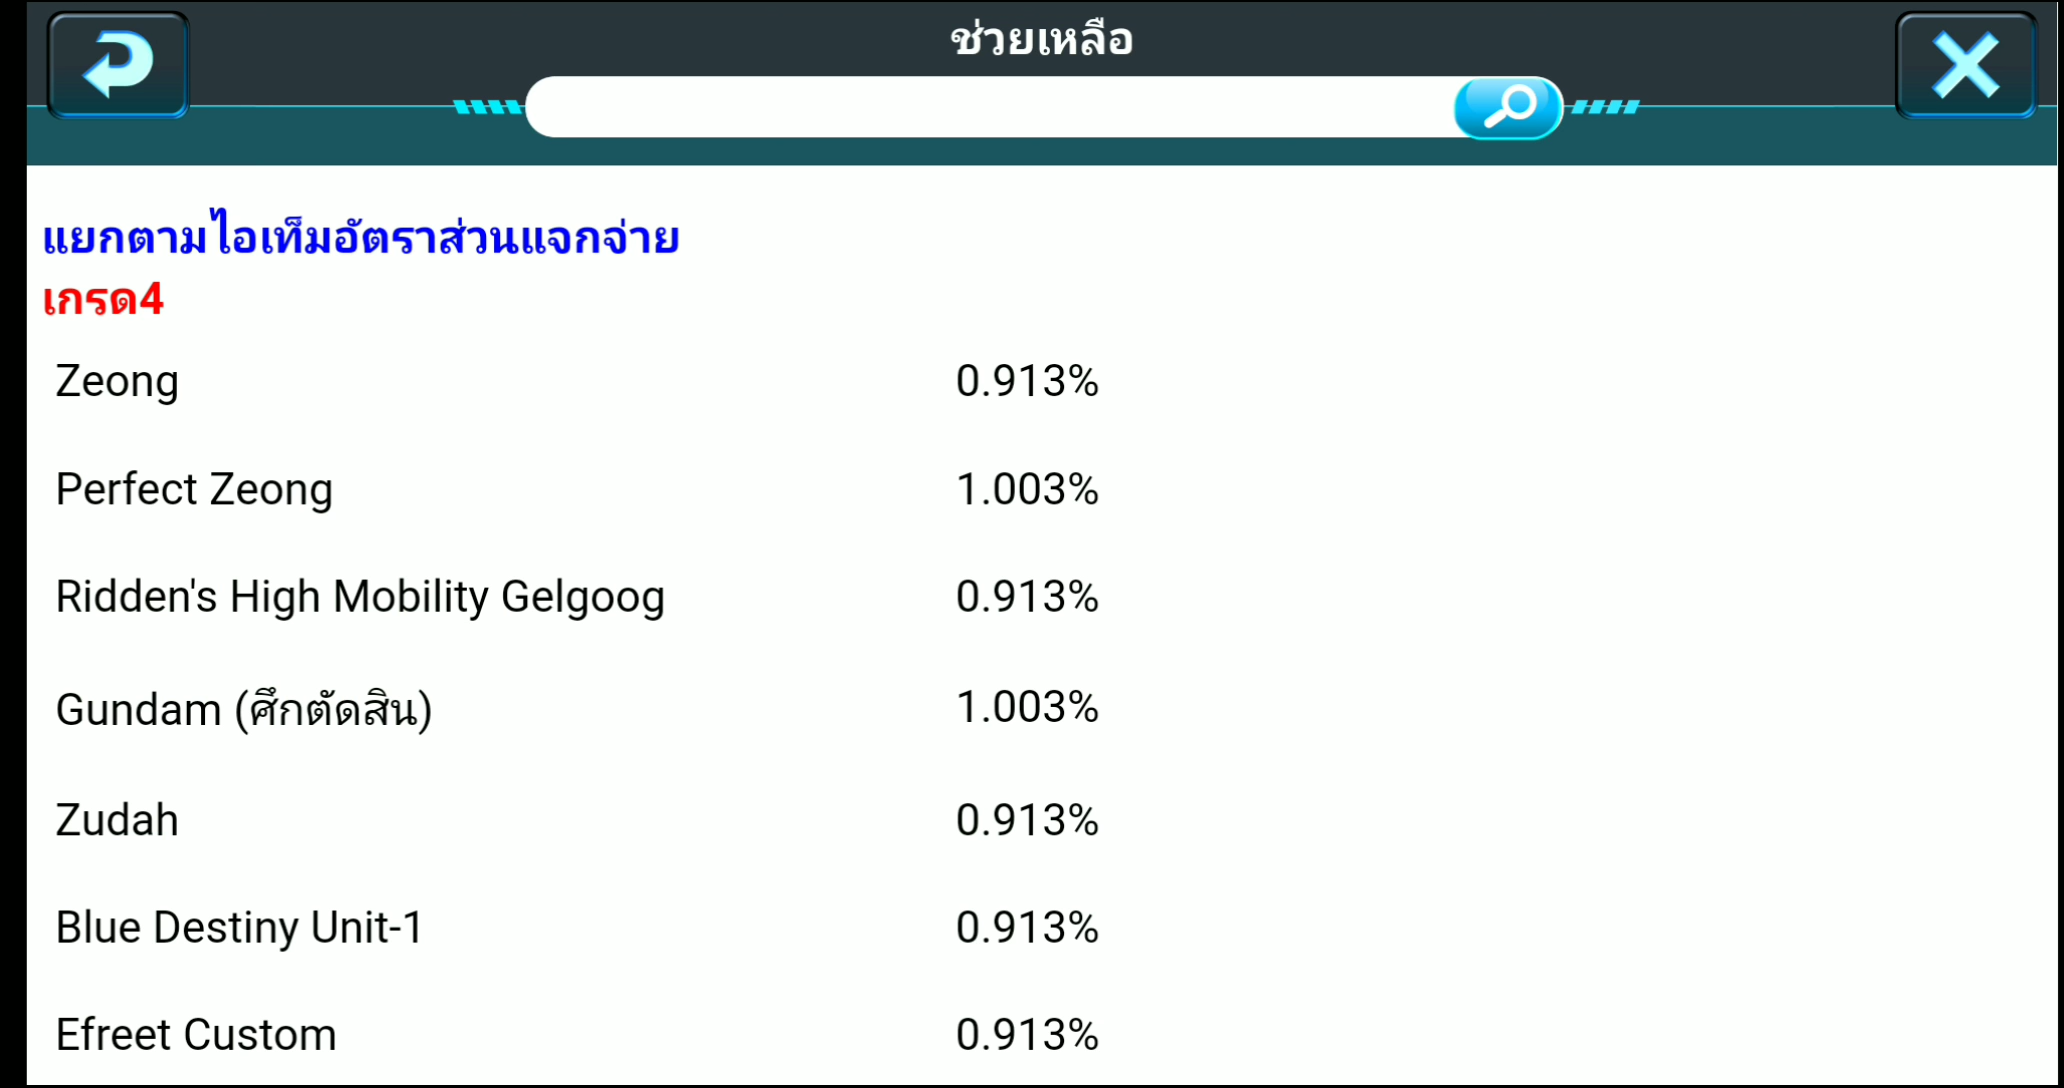 ช่วยเหลือ
แยกตามไอเท็มอัตราส่วนแจกจ่าย
เกรด4
Zeong 0.913%
Perfect Zeong 1.003%
Ridden's High Mobility Gelgoog 0.913%
Gundam (ศึกตัดสิน) 1.003%
Zudah 0.913%
Blue Destiny Unit-1 0.913%
Efreet Custom 0.913%